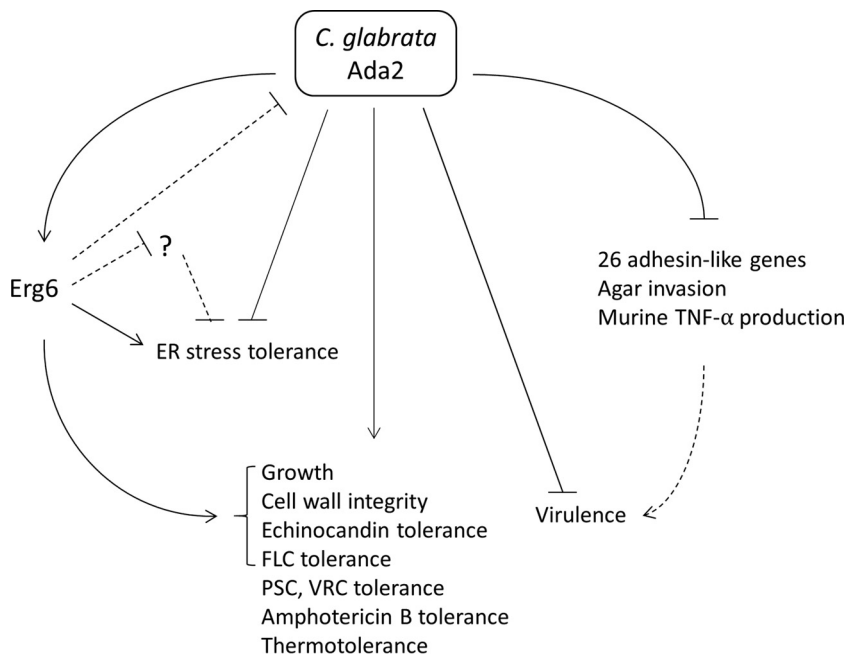 C. glabrata
Ada2
?
Erg6
ER stress tolerance
26 adhesin-like genes
Agar invasion
Murine TNF-α production
Growth
Cell wall integrity
Echinocandin tolerance
FLC tolerance
PSC, VRC tolerance
Amphotericin B tolerance
Thermotolerance
Virulence